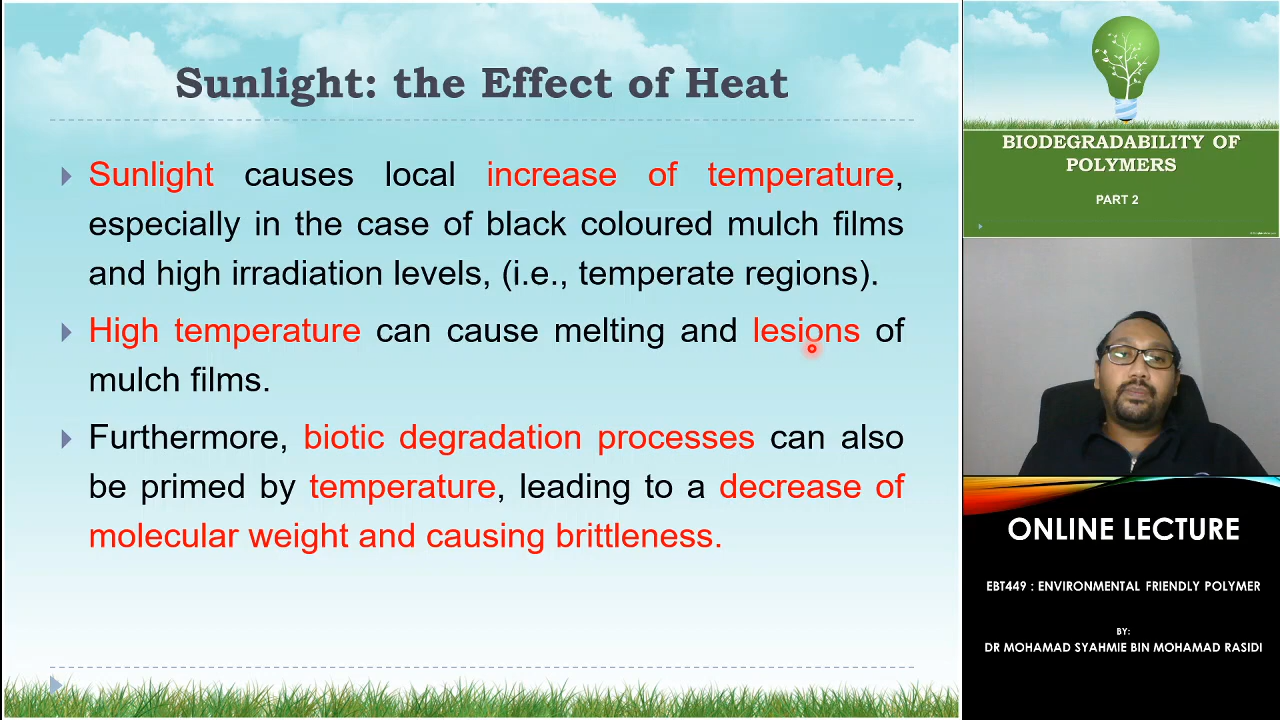 Sunlight: the Effect of Heat
Sunlight causes local increase of temperature,
especially in the case of black coloured mulch films
and high irradiation levels, (i.e., temperate regions).
High temperature can cause melting and lesions of
mulch films.
Furthermore, biotic degradation processes can also
be primed by temperature, leading to a decrease of
molecular weight and causing brittleness.
BIODEGRADABILITY OF
POLYMERS
PART 2
ONLINE LECTURE
EBT449 : ENVIRONMENTAL FRIENDLY POLYMER
BY:
DR MOHAMAD SYAHMIE BIN MOHAMAD RASIDI